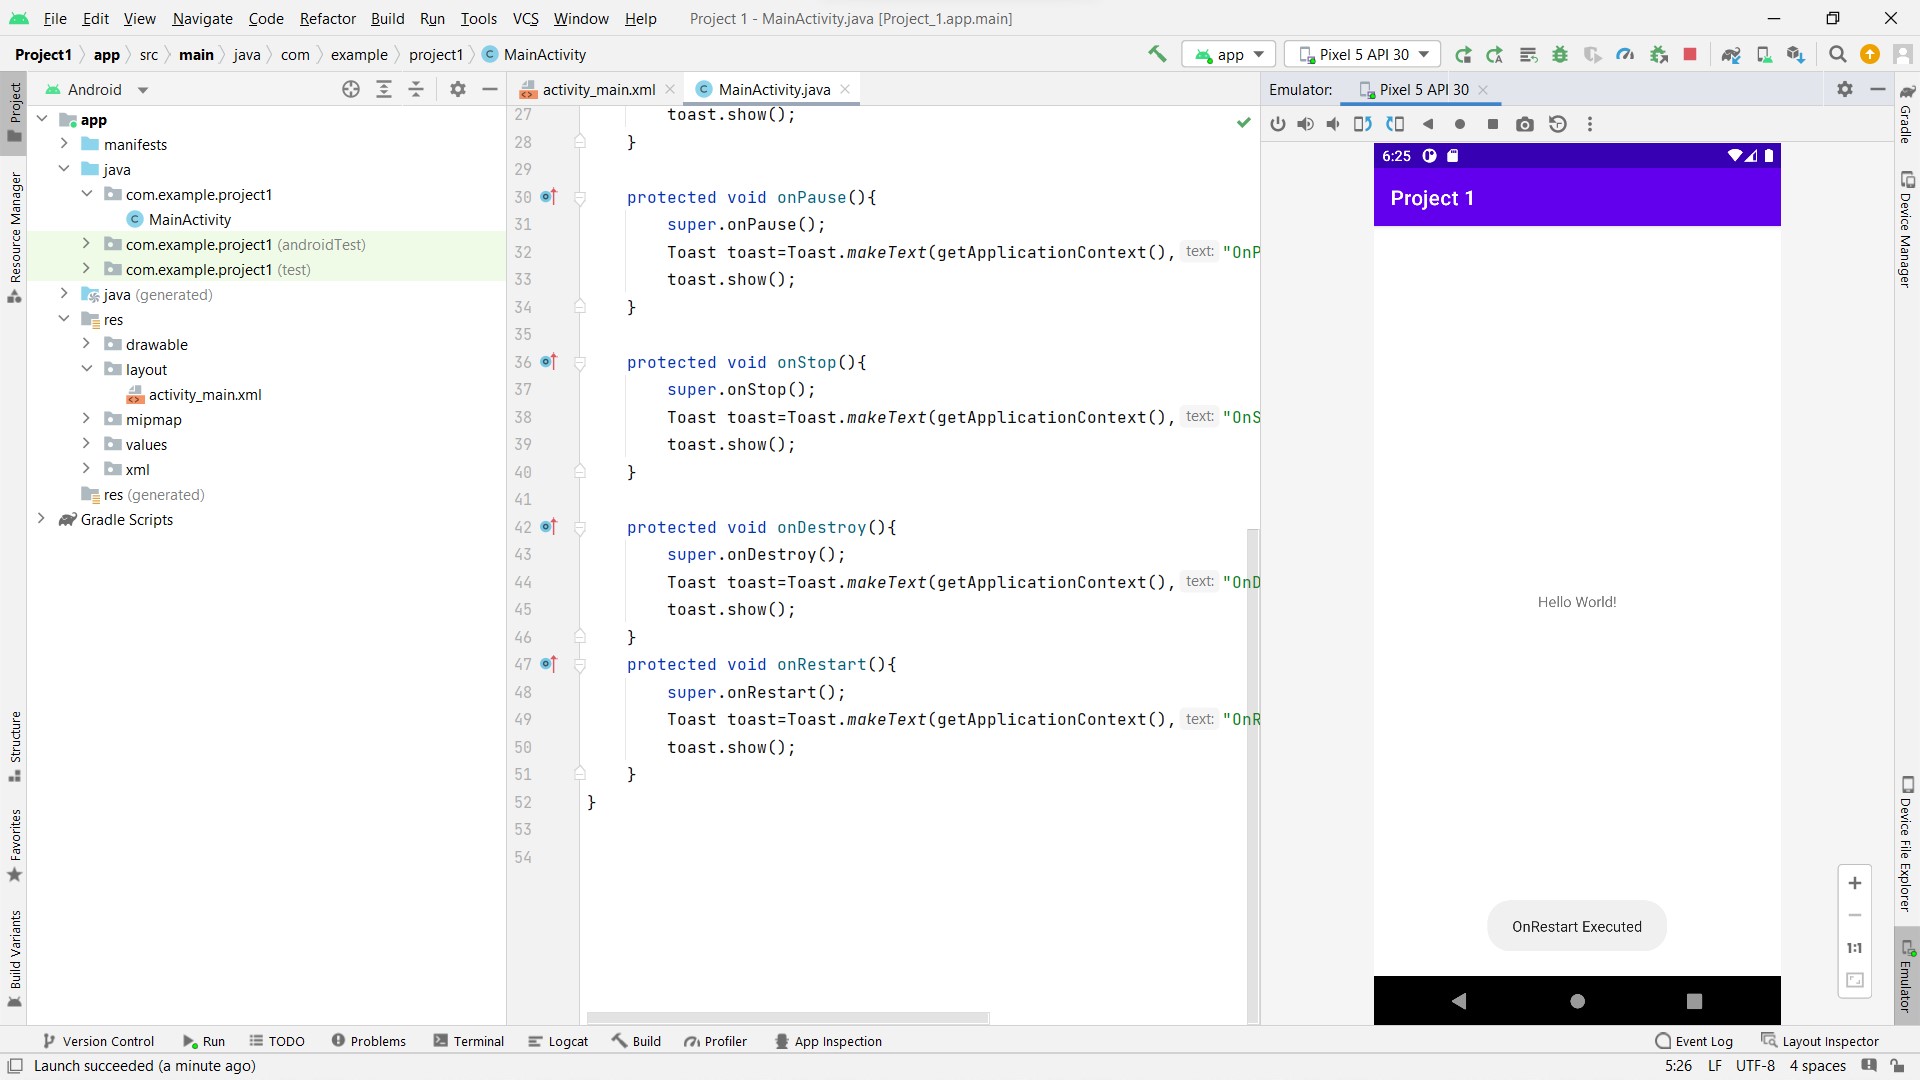 File Edit View Navigate Code Refactor Build Run Tools VCS Window Help Project 1 - MainActivity.java [Project_1.app.main]
Project1 app src main java com example project1 MainActivity app Pixel 5 API 30
Android
activity_main.xml MainActivity.java
Emulator: Pixel 5 API 30
Project
Resource Manager
Structure
Favorites
Build Variants
app
manifests
java
com.example.project1
MainActivity
com.example.project1 (androidTest)
com.example.project1 (test)
java (generated)
res
drawable
layout
activity_main.xml
mipmap
values
xml
res (generated)
Gradle Scripts
27 toast.show();
28 }
29
30 protected void onPause(){
31 super.onPause();
32 Toast toast=Toast.makeText(getApplicationContext(), text: "OnP
33 toast.show();
34 }
35
36 protected void onStop(){
37 super.onStop();
38 Toast toast=Toast.makeText(getApplicationContext(), text: "OnS
39 toast.show();
40 }
41
42 protected void onDestroy(){
43 super.onDestroy();
44 Toast toast=Toast.makeText(getApplicationContext(), text: "OnD
45 toast.show();
46 }
47 protected void onRestart(){
48 super.onRestart();
49 Toast toast=Toast.makeText(getApplicationContext(), text: "OnR
50 toast.show();
51 }
52 }
53
54
6:25
Project 1
Hello World!
OnRestart Executed
1:1
Gradle
Device Manager
Device File Explorer
Emulator
Version Control Run TODO Problems Terminal Logcat Build Profiler App Inspection Event Log Layout Inspector
Launch succeeded (a minute ago) 5:26 LF UTF-8 4 spaces